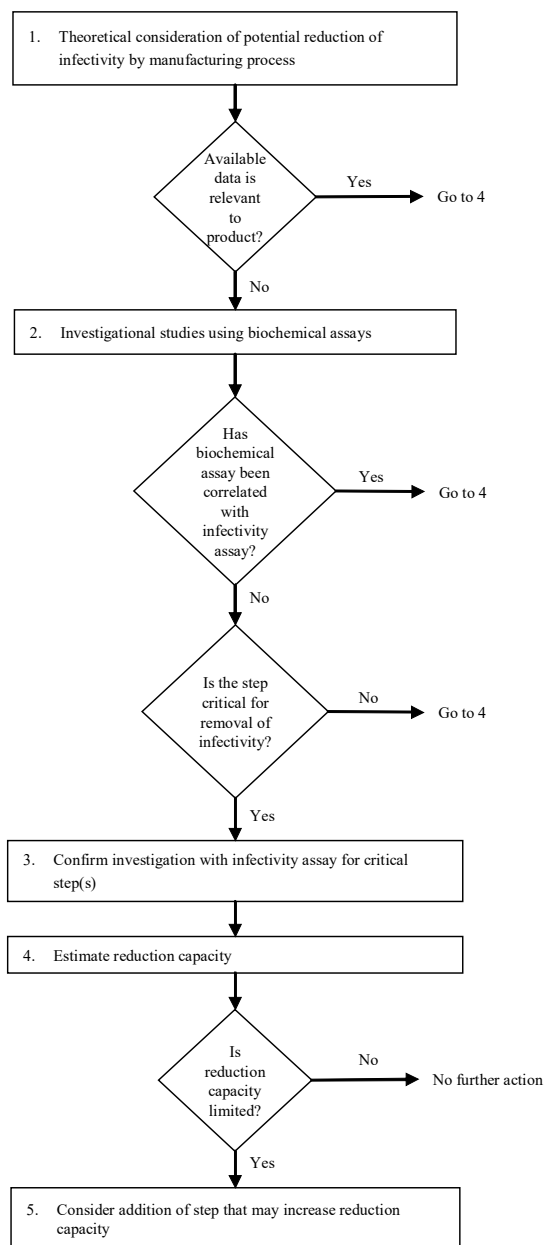 1. Theoretical consideration of potential reduction of
infectivity by manufacturing process
Available
data is
relevant
to
product?
Yes
Go to 4
No
2. Investigational studies using biochemical assays
Has
biochemical
assay been
correlated
with
infectivity
assay?
Yes
Go to 4
No
Is the step
critical for
removal of
infectivity?
No
Go to 4
Yes
3. Confirm investigation with infectivity assay for critical
step(s)
4. Estimate reduction capacity
Is
reduction
capacity
limited?
No
No further action
Yes
5. Consider addition of step that may increase reduction
capacity